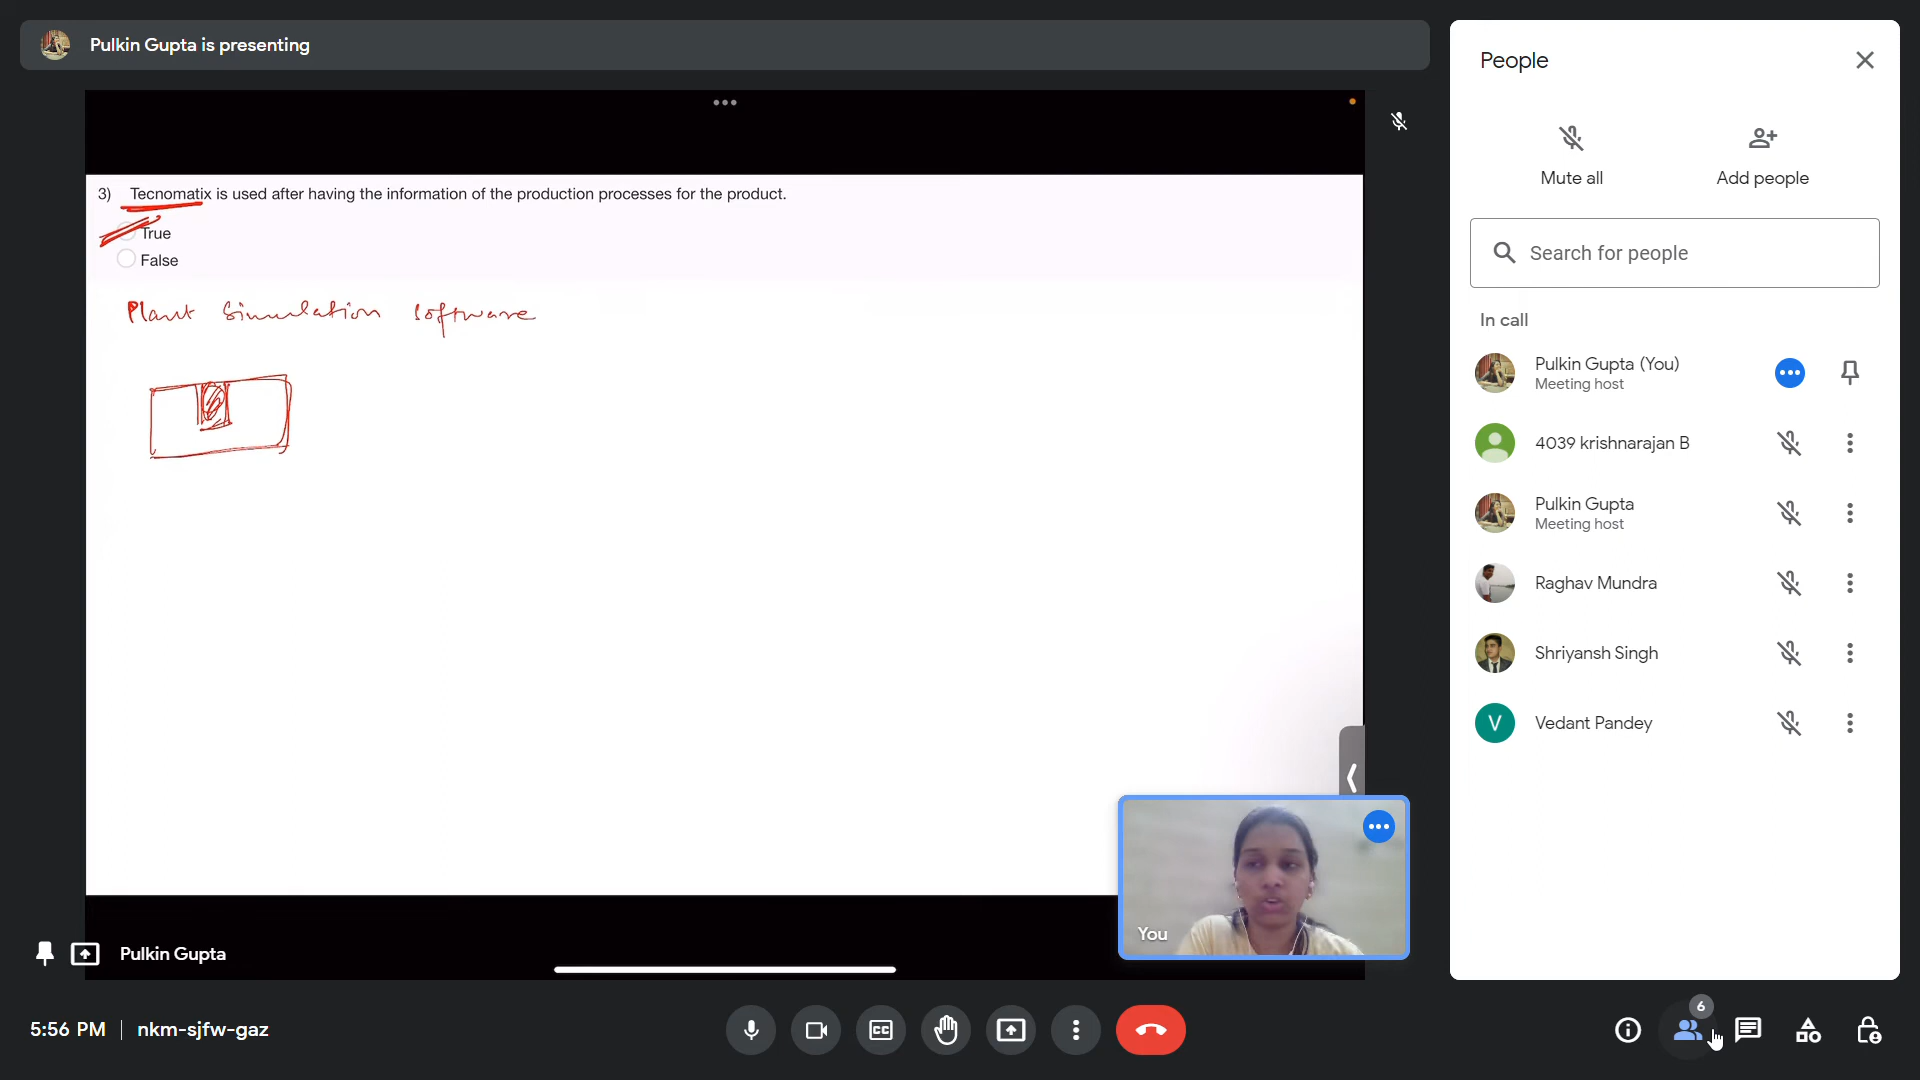 Pulkin Gupta is presenting
People
Mute all
Add people
Search for people
In call
Pulkin Gupta (You)
Meeting host
4039 krishnarajan B
Pulkin Gupta
Meeting host
Raghav Mundra
Shriyansh Singh
V
Vedant Pandey
3) Tecnomatix is used after having the information of the production processes for the product.
True
False
Plant Simulation Software
You
Pulkin Gupta
5:56 PM | nkm-sjfw-gaz
CC
6